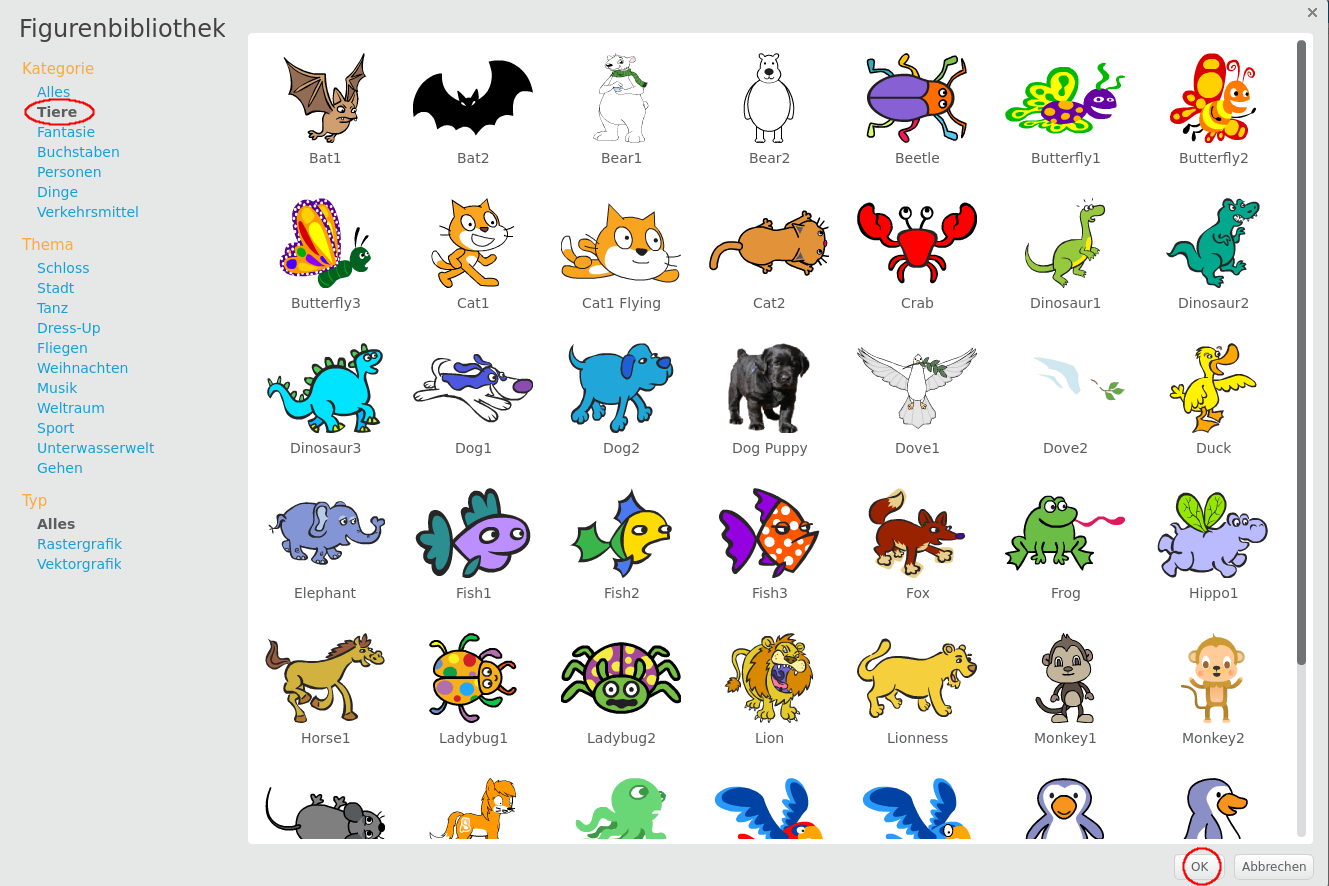 Figurenbibliothek
×
Kategorie
Alles
Tiere
Fantasie
Buchstaben
Personen
Dinge
Verkehrsmittel
Thema
Schloss
Stadt
Tanz
Dress-Up
Fliegen
Weihnachten
Musik
Weltraum
Sport
Unterwasserwelt
Gehen
Typ
Alles
Rastergrafik
Vektorgrafik
Bat1 Bat2 Bear1 Bear2 Beetle Butterfly1 Butterfly2
Butterfly3 Cat1 Cat1 Flying Cat2 Crab Dinosaur1 Dinosaur2
Dinosaur3 Dog1 Dog2 Dog Puppy Dove1 Dove2 Duck
Elephant Fish1 Fish2 Fish3 Fox Frog Hippo1
Horse1 Ladybug1 Ladybug2 Lion Lionness Monkey1 Monkey2
OK Abbrechen